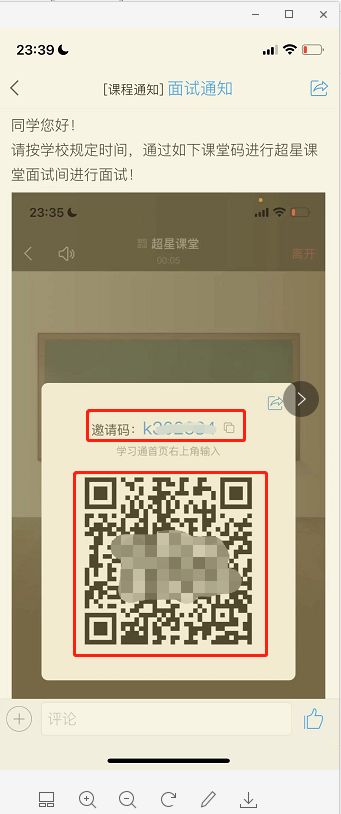 23:39
[课程通知] 面试通知
同学您好！
请按学校规定时间，通过如下课堂码进行超星课
堂面试间进行面试！
23:35
超星课堂
00:05
离开
邀请码：
学习通首页右上角输入
评论